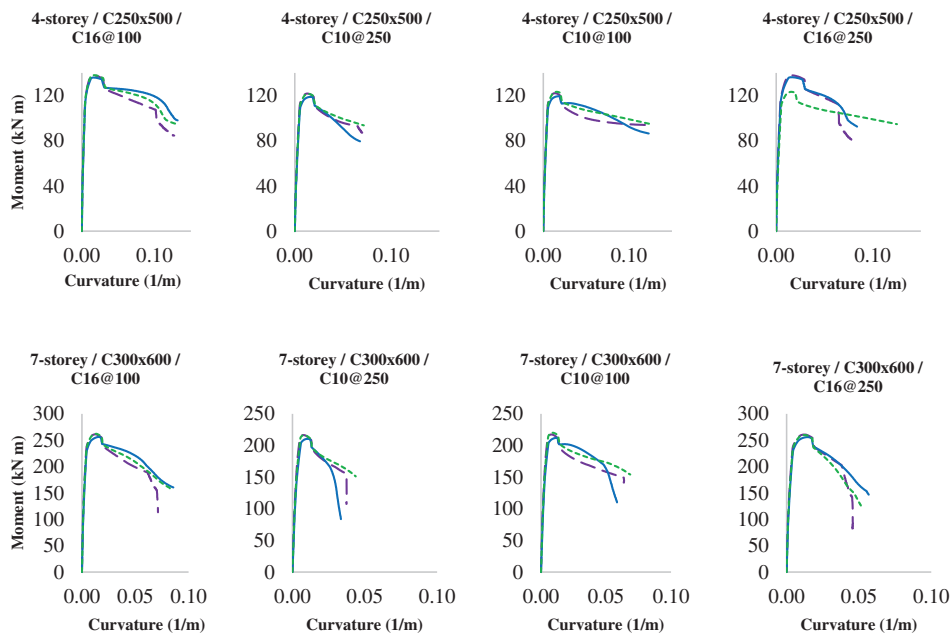 4-storey / C250x500 /
C16@100
4-storey / C250x500 /
C10@250
4-storey / C250x500 /
C10@100
4-storey / C250x500 /
C16@250
Moment (kN m)
120
80
40
0
0.00 0.10
Curvature (1/m)
120
80
40
0
0.00 0.10
Curvature (1/m)
120
80
40
0
0.00 0.10
Curvature (1/m)
120
80
40
0
0.00 0.10
Curvature (1/m)
7-storey / C300x600 /
C16@100
7-storey / C300x600 /
C10@250
7-storey / C300x600 /
C10@100
7-storey / C300x600 /
C16@250
Moment (kN m)
300
250
200
150
100
50
0
0.00 0.05 0.10
Curvature (1/m)
250
200
150
100
50
0
0.00 0.10
Curvature (1/m)
250
200
150
100
50
0
0.00 0.05 0.10
Curvature (1/m)
300
250
200
150
100
50
0
0.00 0.05 0.10
Curvature (1/m)